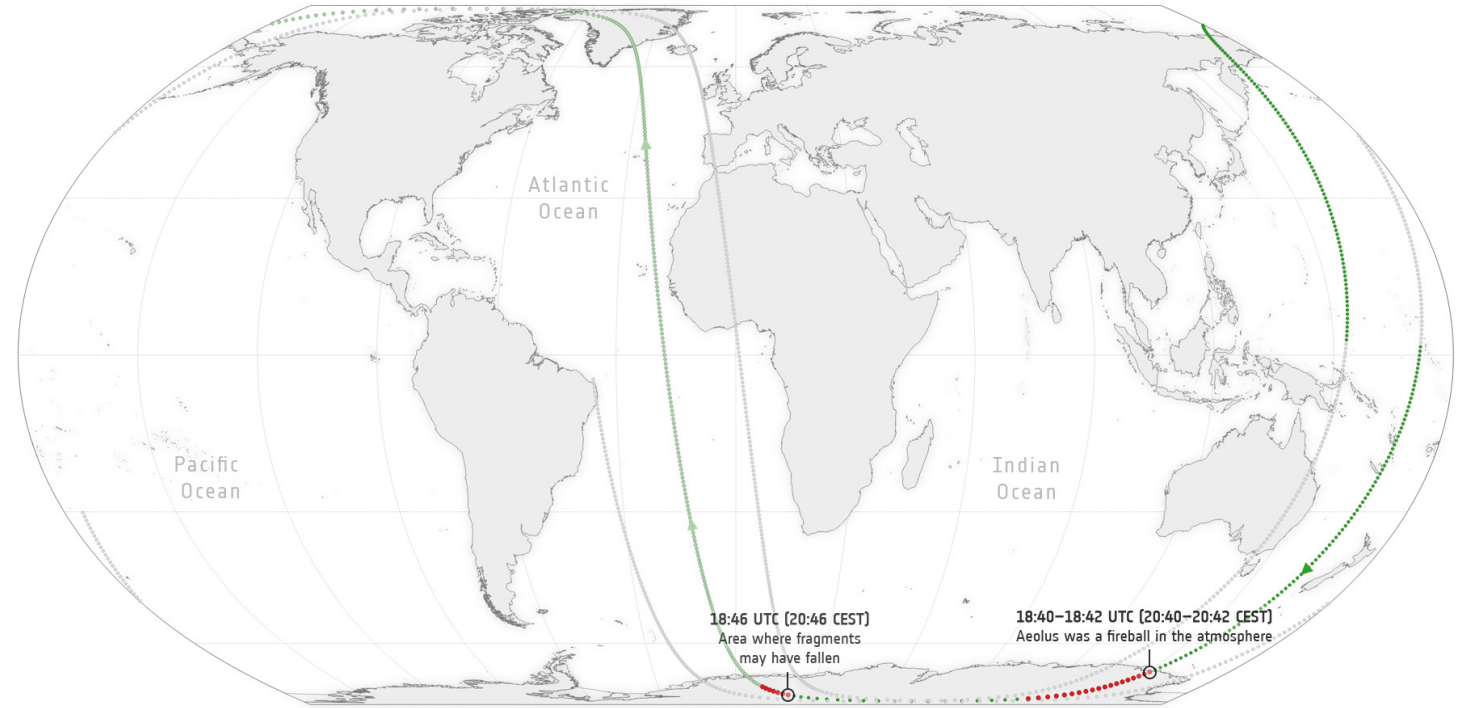 Atlantic
Ocean
Pacific
Ocean
Indian
Ocean
18:46 UTC (20:46 CEST)
Area where fragments
may have fallen
18:40–18:42 UTC (20:40–20:42 CEST)
Aeolus was a fireball in the atmosphere